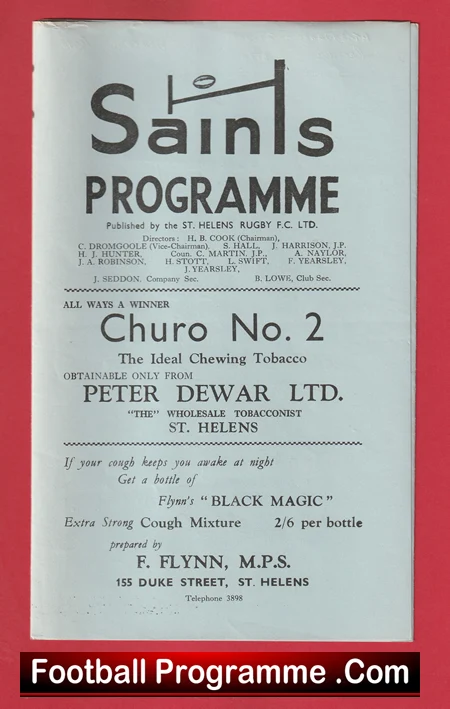 Saints
PROGRAMME
Published by the ST. HELENS RUGBY F.C. LTD.
Directors: H. B. COOK (Chairman),
C. DROMGOOLE (Vice-Chairman), S. HALL, J. HARRISON, J.P.
H. J. HUNTER, Coun. C. MARTIN. J.P., A. NAYLOR,
J. A. ROBINSON, H. STOTT, L. SWIFT, F. YEARSLEY,
J. YEARSLEY,
J. SEDDON, Company Sec. B. LOWE, Club Sec.
ALL WAYS A WINNER
Churo No. 2
The Ideal Chewing Tobacco
OBTAINABLE ONLY FROM
PETER DEWAR LTD.
"THE" WHOLESALE TOBACCONIST
ST. HELENS
If your cough keeps you awake at night
Get a bottle of
Flynn's "BLACK MAGIC"
Extra Strong Cough Mixture 2/6 per bottle
prepared by
F. FLYNN, M.P.S.
155 DUKE STREET, ST. HELENS
Telephone 3898
Football Programme .Com